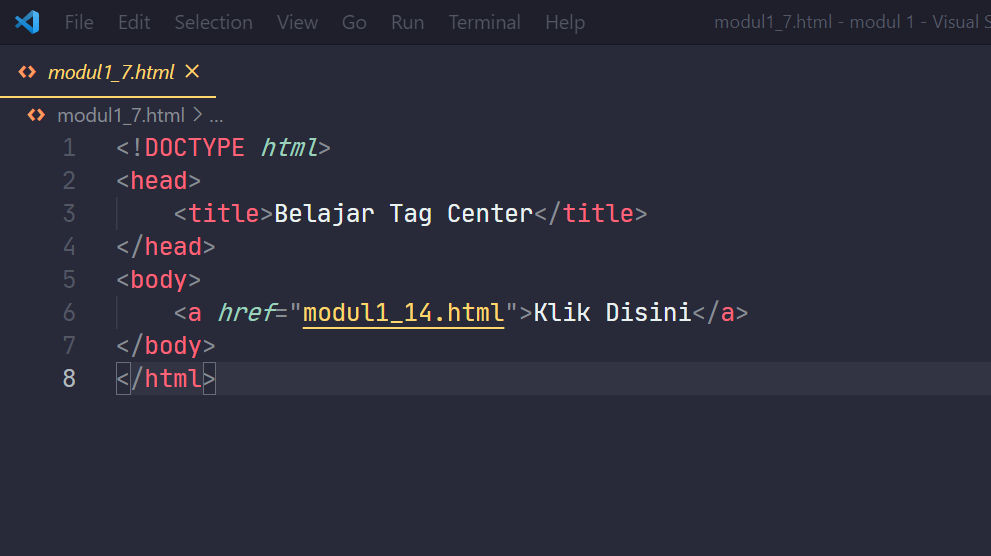 File Edit Selection View Go Run Terminal Help modul1_7.html - modul 1 - Visual S
modul1_7.html
modul1_7.html > ...
1 <!DOCTYPE html>
2 <head>
3     <title>Belajar Tag Center</title>
4 </head>
5 <body>
6     <a href="modul1_14.html">Klik Disini</a>
7 </body>
8 </html>